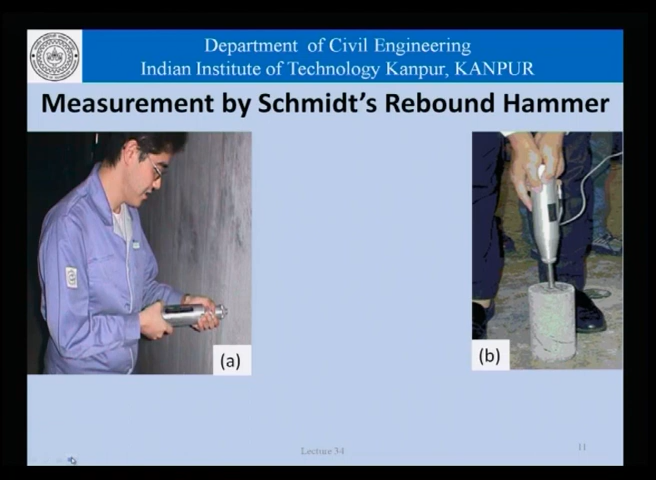 Department of Civil Engineering
Indian Institute of Technology Kanpur, KANPUR
Measurement by Schmidt's Rebound Hammer
(a)
(b)
Lecture 34
11